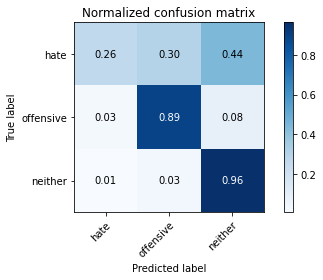 Normalized confusion matrix
True label
hate
0.26 0.30 0.44
offensive
0.03 0.89 0.08
neither
0.01 0.03 0.96
hate
offensive
neither
Predicted label
0.8
0.6
0.4
0.2